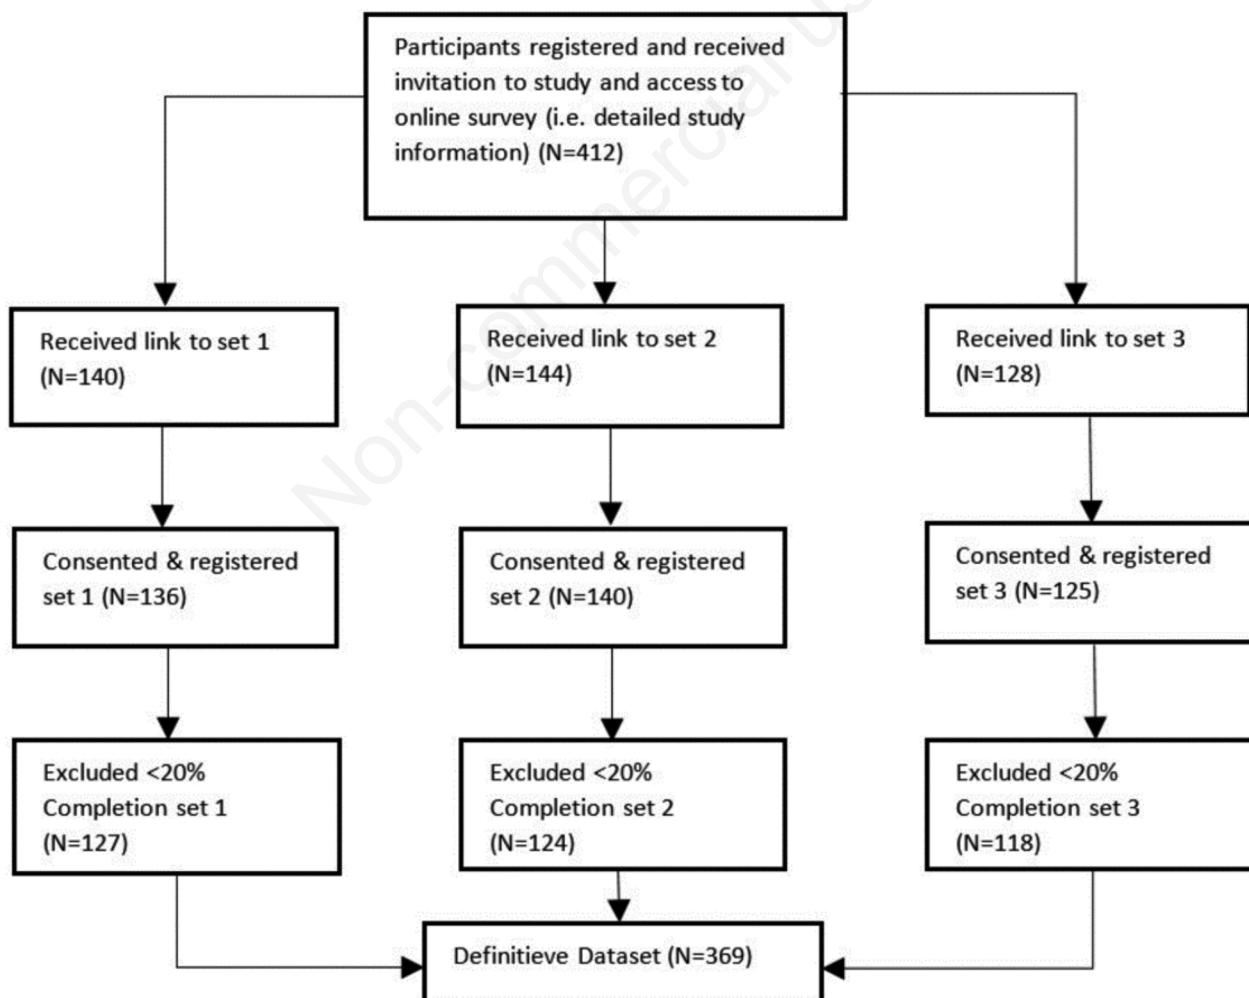 Participants registered and received
invitation to study and access to
online survey (i.e. detailed study
information) (N=412)
Received link to set 1
(N=140)
Received link to set 2
(N=144)
Received link to set 3
(N=128)
Consented & registered
set 1 (N=136)
Consented & registered
set 2 (N=140)
Consented & registered
set 3 (N=125)
Excluded <20%
Completion set 1
(N=127)
Excluded <20%
Completion set 2
(N=124)
Excluded <20%
Completion set 3
(N=118)
Definitieve Dataset (N=369)
Non-commercial